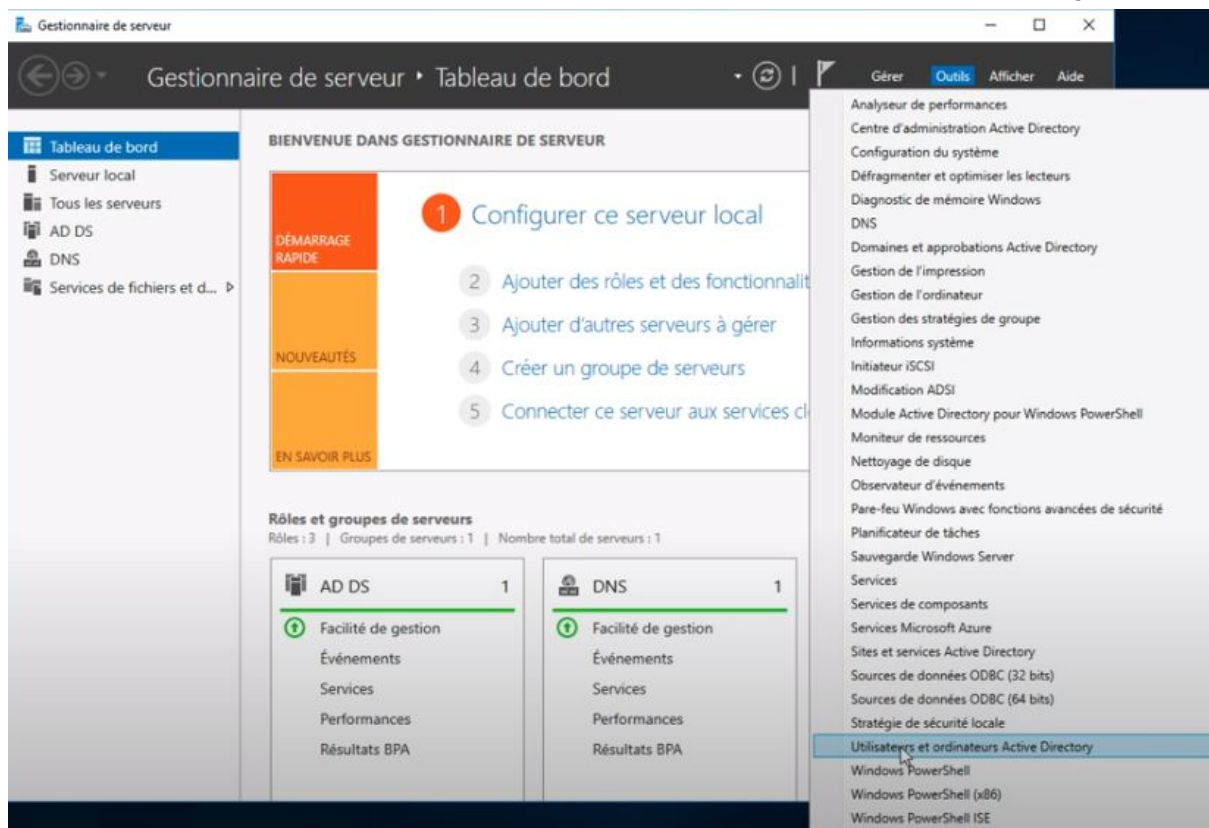 Gestionnaire de serveur
Gestionnaire de serveur • Tableau de bord
Gérer Outils Afficher Aide
Tableau de bord
Serveur local
Tous les serveurs
AD DS
DNS
Services de fichiers et d...
BIENVENUE DANS GESTIONNAIRE DE SERVEUR
DÉMARRAGE
RAPIDE
NOUVEAUTÉS
EN SAVOIR PLUS
1 Configurer ce serveur local
2 Ajouter des rôles et des fonctionnalit
3 Ajouter d'autres serveurs à gérer
4 Créer un groupe de serveurs
5 Connecter ce serveur aux services cl
Rôles et groupes de serveurs
Rôles : 3 | Groupes de serveurs : 1 | Nombre total de serveurs : 1
AD DS 1
Facilité de gestion
Événements
Services
Performances
Résultats BPA
DNS 1
Facilité de gestion
Événements
Services
Performances
Résultats BPA
Analyseur de performances
Centre d'administration Active Directory
Configuration du système
Défragmenter et optimiser les lecteurs
Diagnostic de mémoire Windows
DNS
Domaines et approbations Active Directory
Gestion de l'impression
Gestion de l'ordinateur
Gestion des stratégies de groupe
Informations système
Initiateur iSCSI
Modification ADSI
Module Active Directory pour Windows PowerShell
Moniteur de ressources
Nettoyage de disque
Observateur d'événements
Pare-feu Windows avec fonctions avancées de sécurité
Planificateur de tâches
Sauvegarde Windows Server
Services
Services de composants
Services Microsoft Azure
Sites et services Active Directory
Sources de données ODBC (32 bits)
Sources de données ODBC (64 bits)
Stratégie de sécurité locale
Utilisateurs et ordinateurs Active Directory
Windows PowerShell
Windows PowerShell (x86)
Windows PowerShell ISE